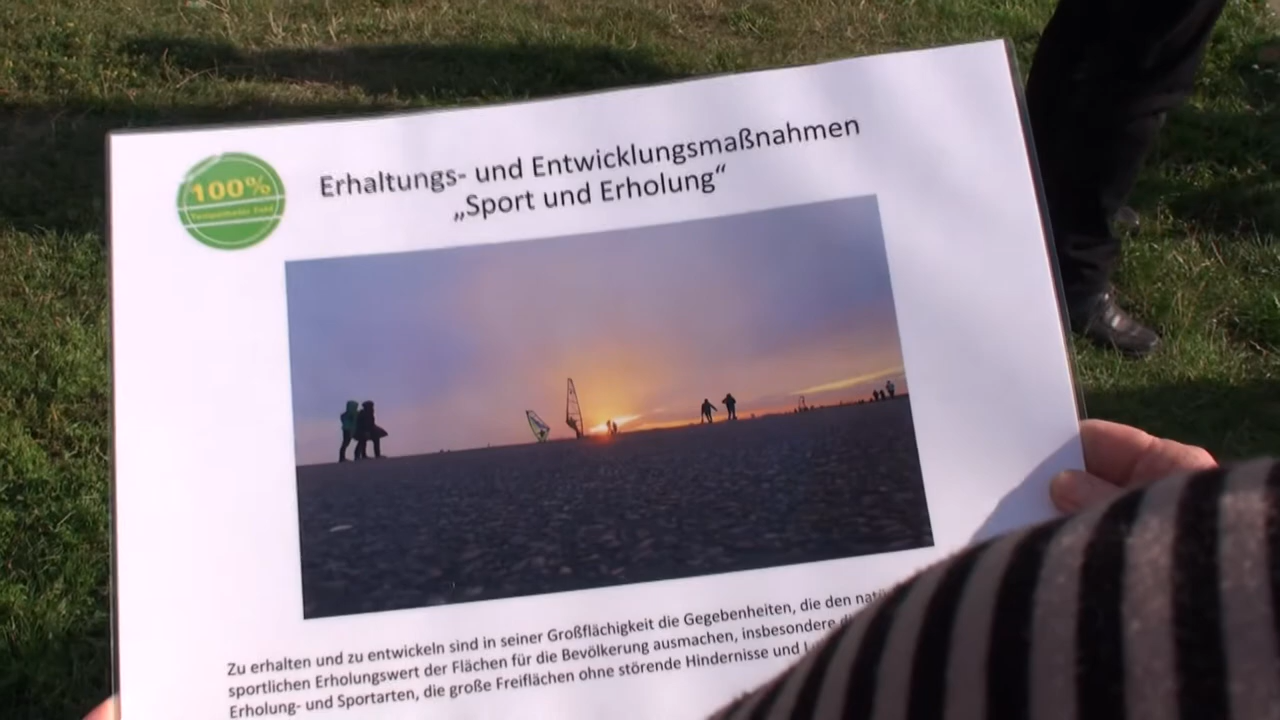 100%
Tempelhofer Feld
Erhaltungs- und Entwicklungsmaßnahmen
„Sport und Erholung“
Zu erhalten und zu entwickeln sind in seiner Großflächigkeit die Gegebenheiten, die den
sportlichen Erholungswert der Flächen für die Bevölkerung ausmachen, insbesondere
Erholung- und Sportarten, die große Freiflächen ohne störende Hindernisse und